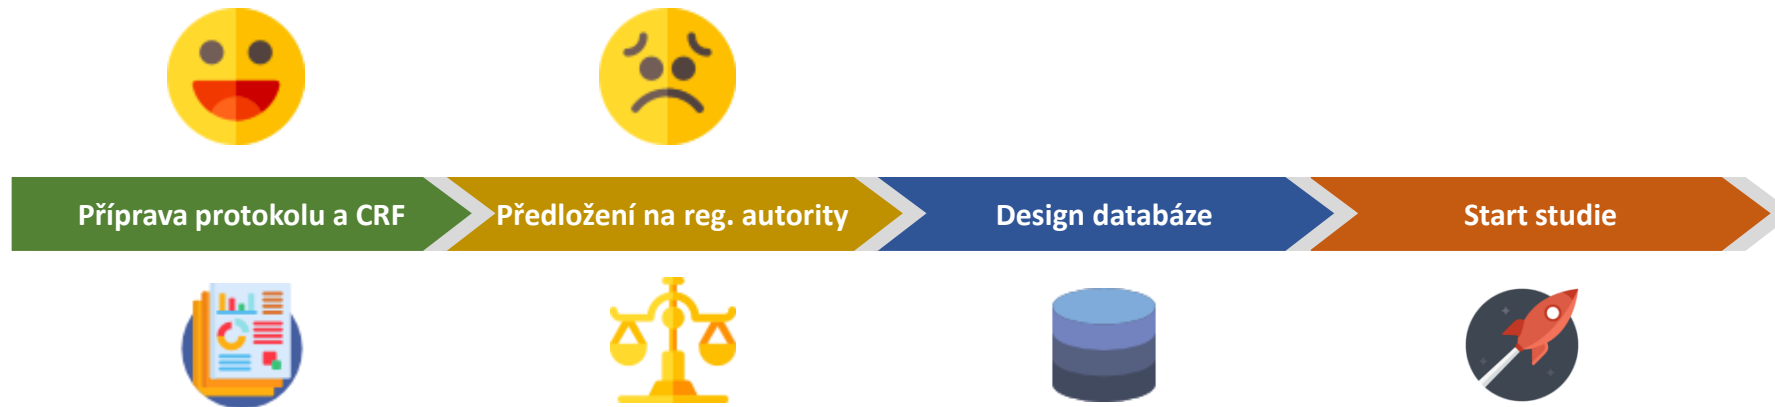 Příprava protokolu a CRF
Předložení na reg. autority
Design databáze
Start studie